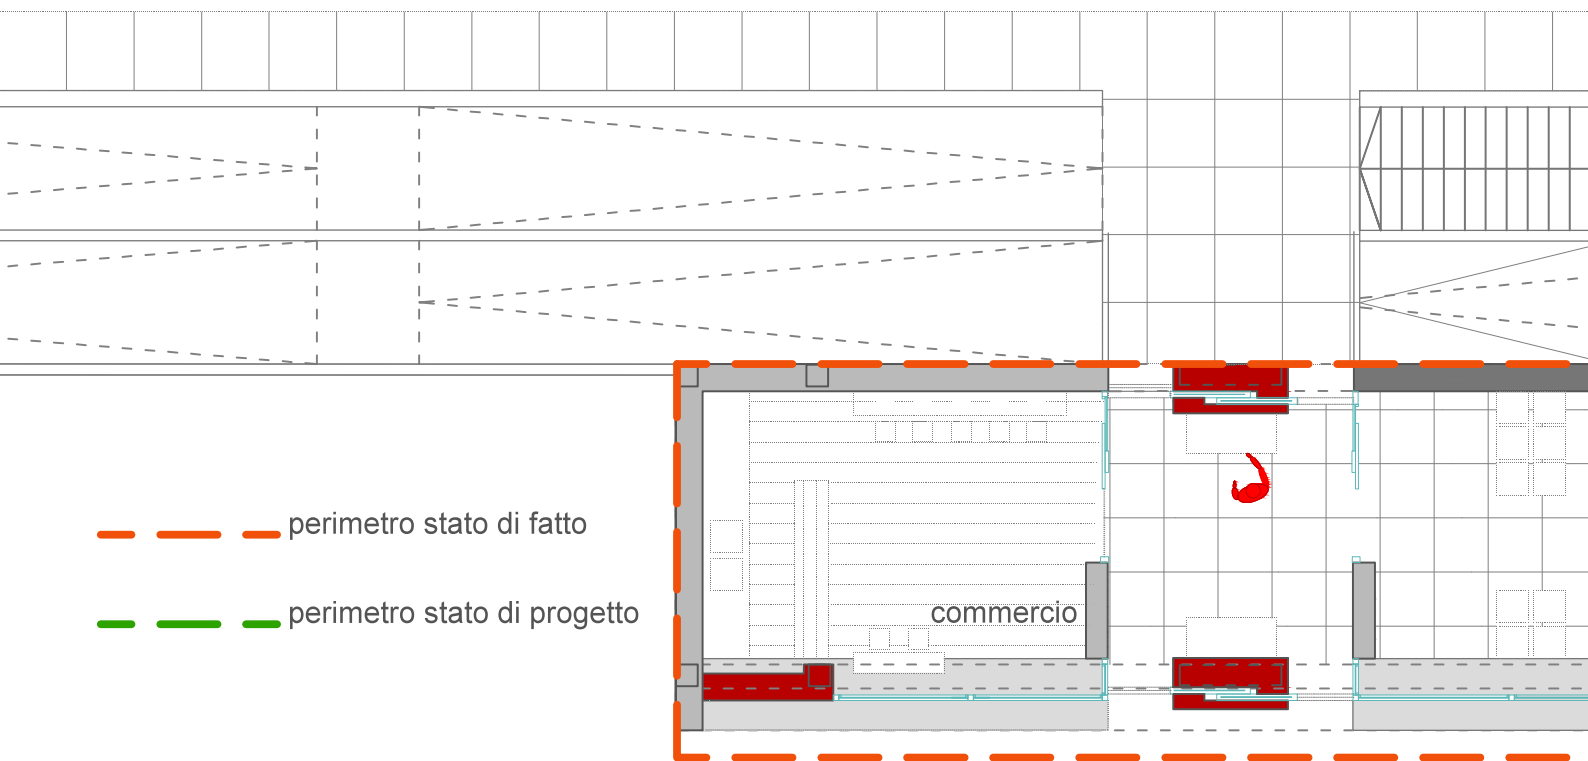 perimetro stato di fatto
perimetro stato di progetto
commercio